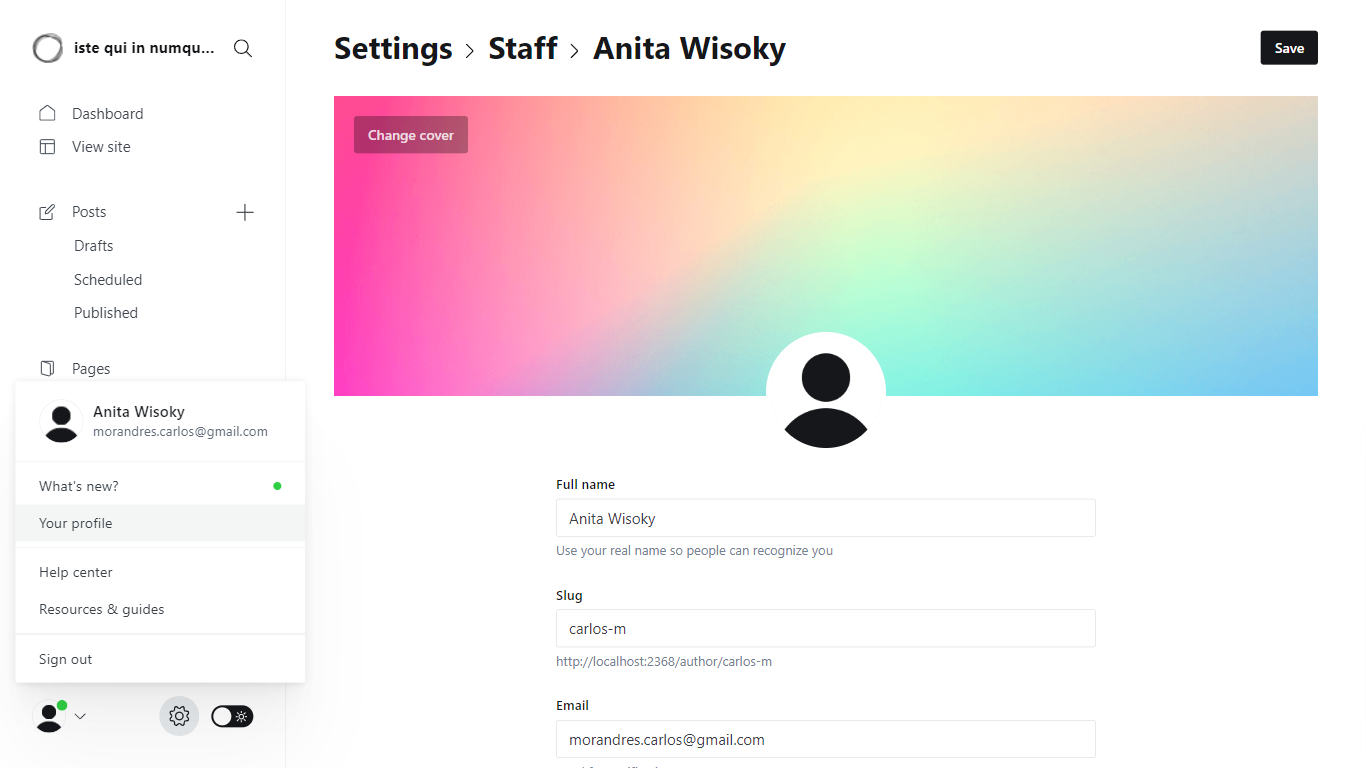 iste qui in numqu...
Dashboard
View site
Posts
Drafts
Scheduled
Published
Pages
Anita Wisoky
morandres.carlos@gmail.com
What's new?
Your profile
Help center
Resources & guides
Sign out
Settings > Staff > Anita Wisoky
Save
Change cover
Full name
Anita Wisoky
Use your real name so people can recognize you
Slug
carlos-m
http://localhost:2368/author/carlos-m
Email
morandres.carlos@gmail.com